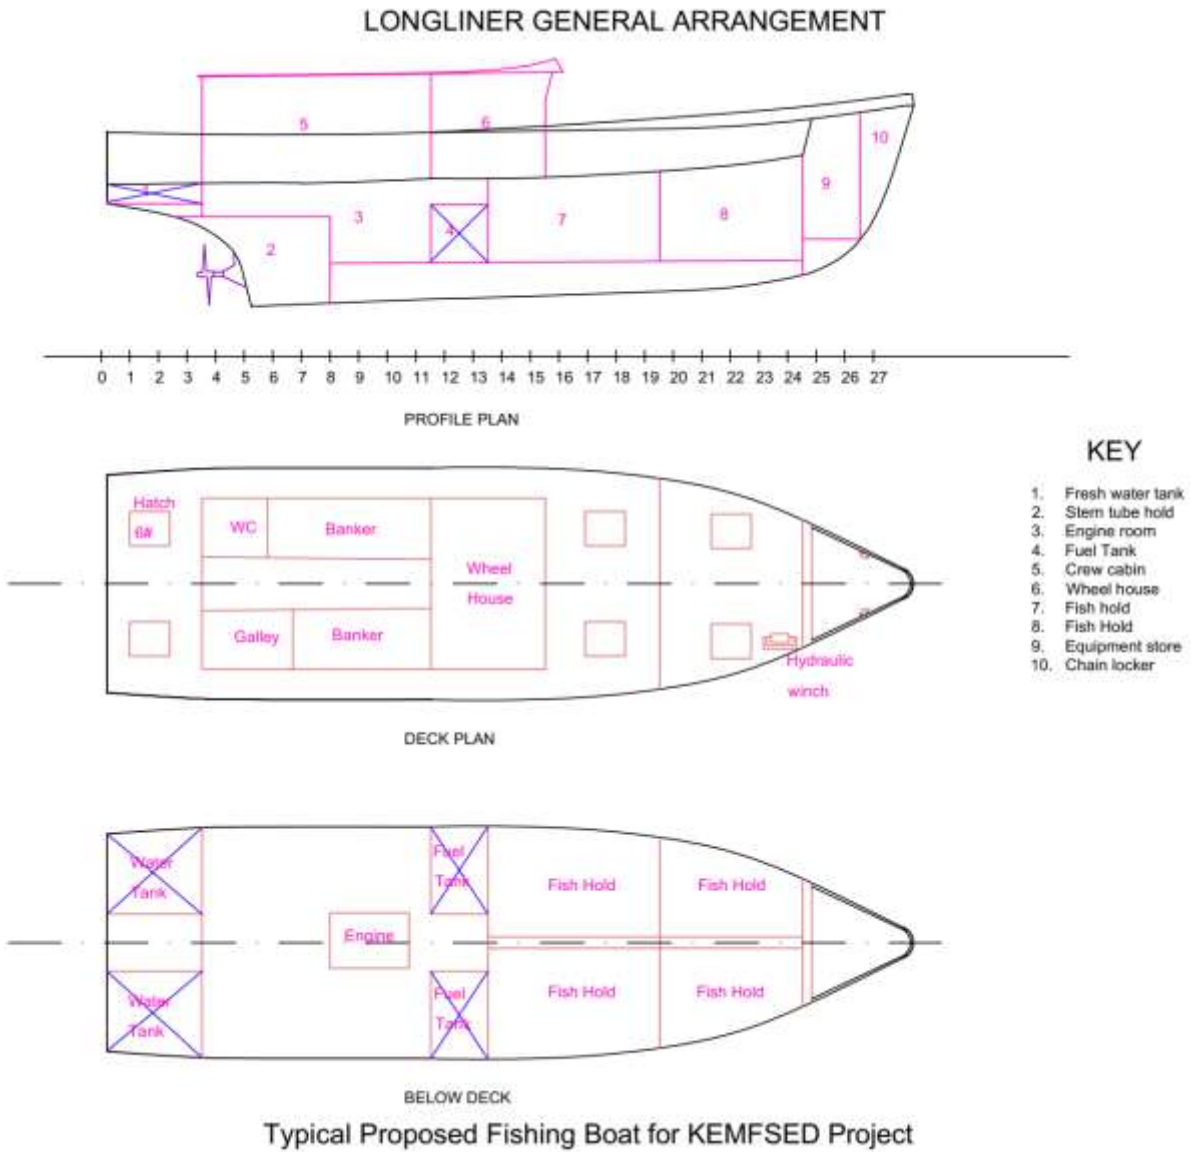 LONGLINER GENERAL ARRANGEMENT
5
6
10
1
9
3
7
8
4
2
0 1 2 3 4 5 6 7 8 9 10 11 12 13 14 15 16 17 18 19 20 21 22 23 24 25 26 27
PROFILE PLAN
KEY
1. Fresh water tank
2. Stern tube hold
3. Engine room
4. Fuel Tank
5. Crew cabin
6. Wheel house
7. Fish hold
8. Fish Hold
9. Equipment store
10. Chain locker
Hatch
6#
WC
Banker
Wheel
House
Galley
Banker
Hydraulic
winch
DECK PLAN
Water
Tank
Fuel
Tank
Fish Hold
Fish Hold
Engine
Water
Tank
Fuel
Tank
Fish Hold
Fish Hold
BELOW DECK
Typical Proposed Fishing Boat for KEMFSED Project